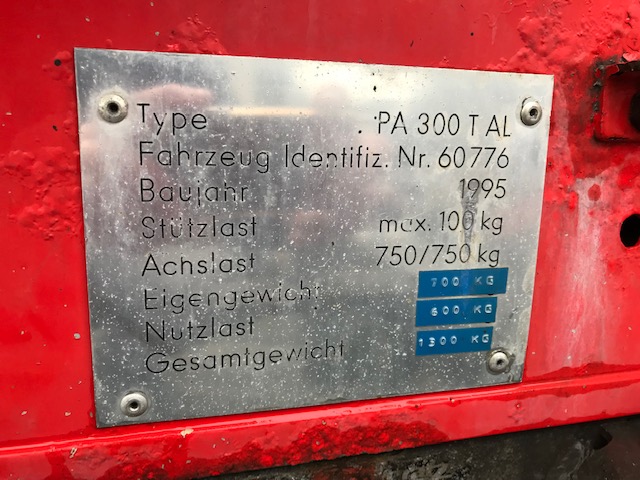 Type PA 300 T AL
Fahrzeug Identifiz. Nr. 60776
Baujahr 1995
Stützlast max. 100 kg
Achslast 750/750 kg
Eigengewicht 700 KG
Nutzlast 600 KG
Gesamtgewicht 1300 KG